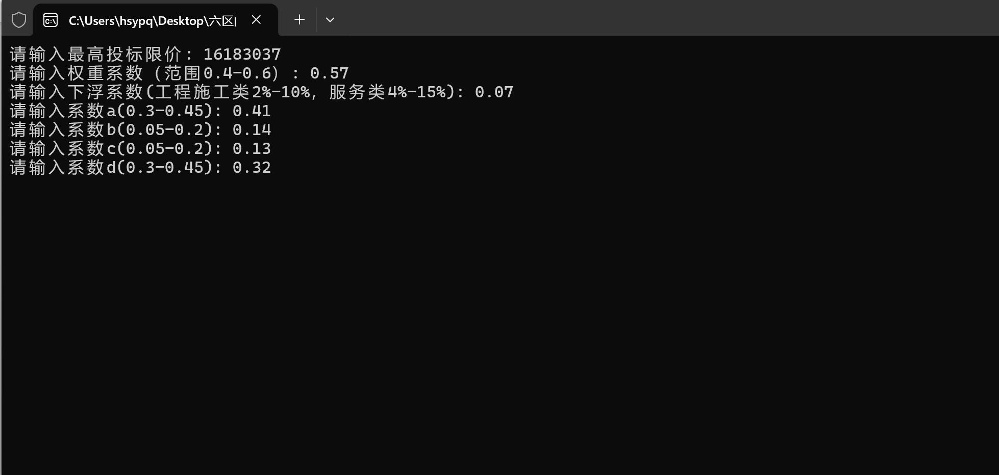 C:\Users\hsypq\Desktop\六区
请输入最高投标限价: 16183037
请输入权重系数（范围0.4-0.6）: 0.57
请输入下浮系数(工程施工类2%-10%, 服务类4%-15%): 0.07
请输入系数a(0.3-0.45): 0.41
请输入系数b(0.05-0.2): 0.14
请输入系数c(0.05-0.2): 0.13
请输入系数d(0.3-0.45): 0.32